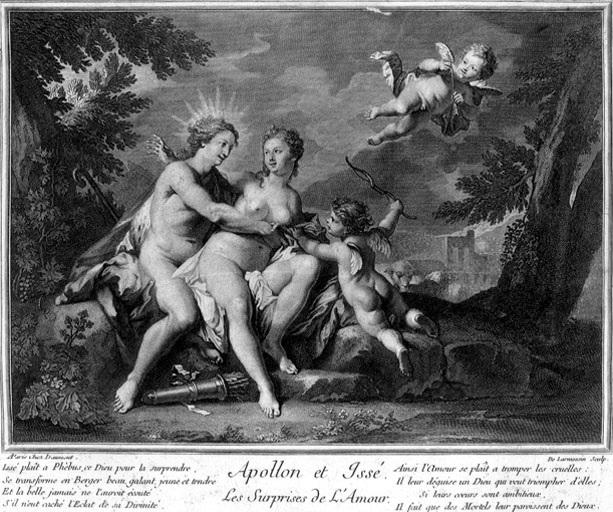 A Paris chez Daumont.
De Larmessin Sculp.
Issé plaît a Phébus, ce Dieu pour la surprendre
Se transforme en Berger beau, galant, jeune et tendre
Et la belle jamais ne l'auroit écouté
S'il n'eut caché l'Eclat de sa Divinité.
Apollon et Issé.
Les Surprises de L'Amour.
Ainsi l'Amour se plaît a tromper les cruelles:
Il leur déguise un Dieu qui veut triompher d'elles;
Si leurs cœurs sont ambitieux,
Il fait que des Mortels leur paroissent des Dieux.